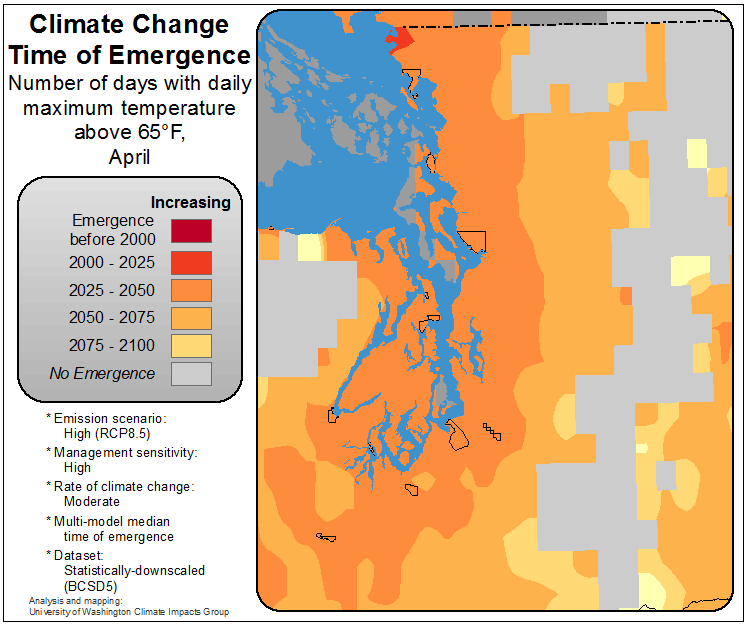 Climate Change
Time of Emergence
Number of days with daily
maximum temperature
above 65°F,
April
Increasing
Emergence
before 2000
2000 - 2025
2025 - 2050
2050 - 2075
2075 - 2100
No Emergence
* Emission scenario:
High (RCP8.5)
* Management sensitivity:
High
* Rate of climate change:
Moderate
* Multi-model median
time of emergence
* Dataset:
Statistically-downscaled
(BCSD5)
Analysis and mapping:
University of Washington Climate Impacts Group